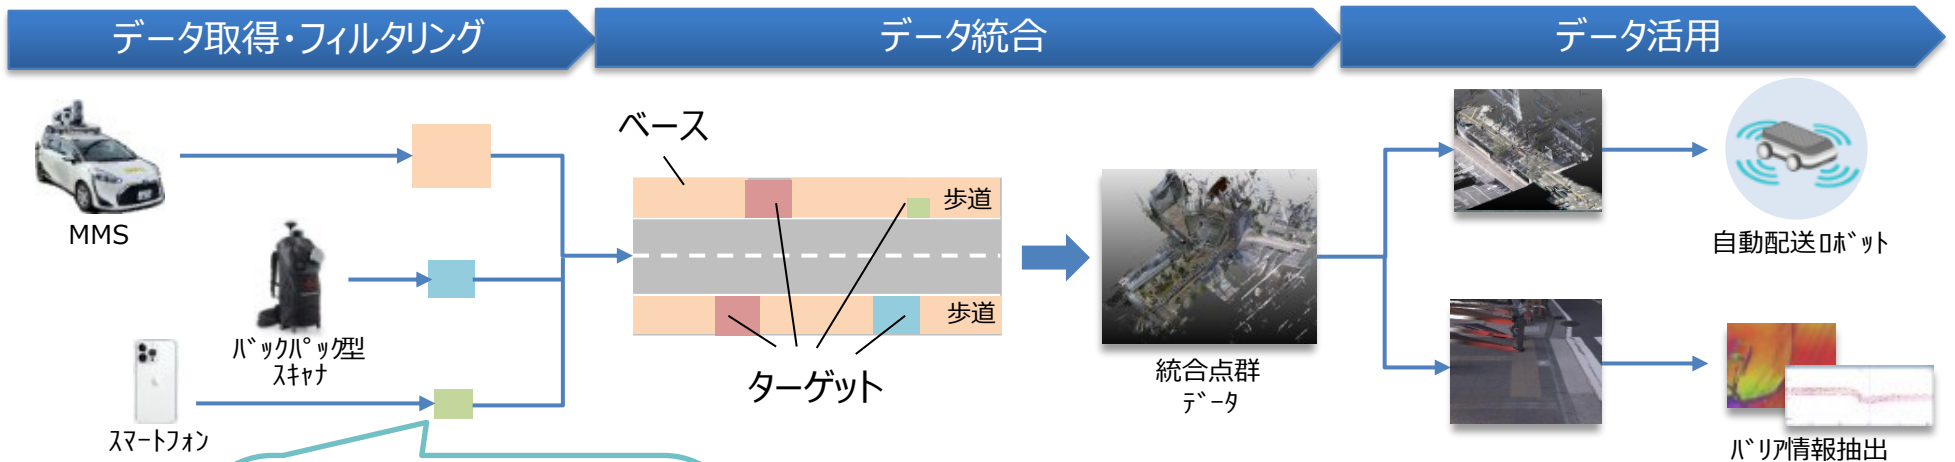 データ取得・フィルタリング
データ統合
データ活用
MMS
バックパック型
スキャナ
スマートフォン
ベース
歩道
歩道
ターゲット
統合点群
データ
自動配送ロボット
バリア情報抽出